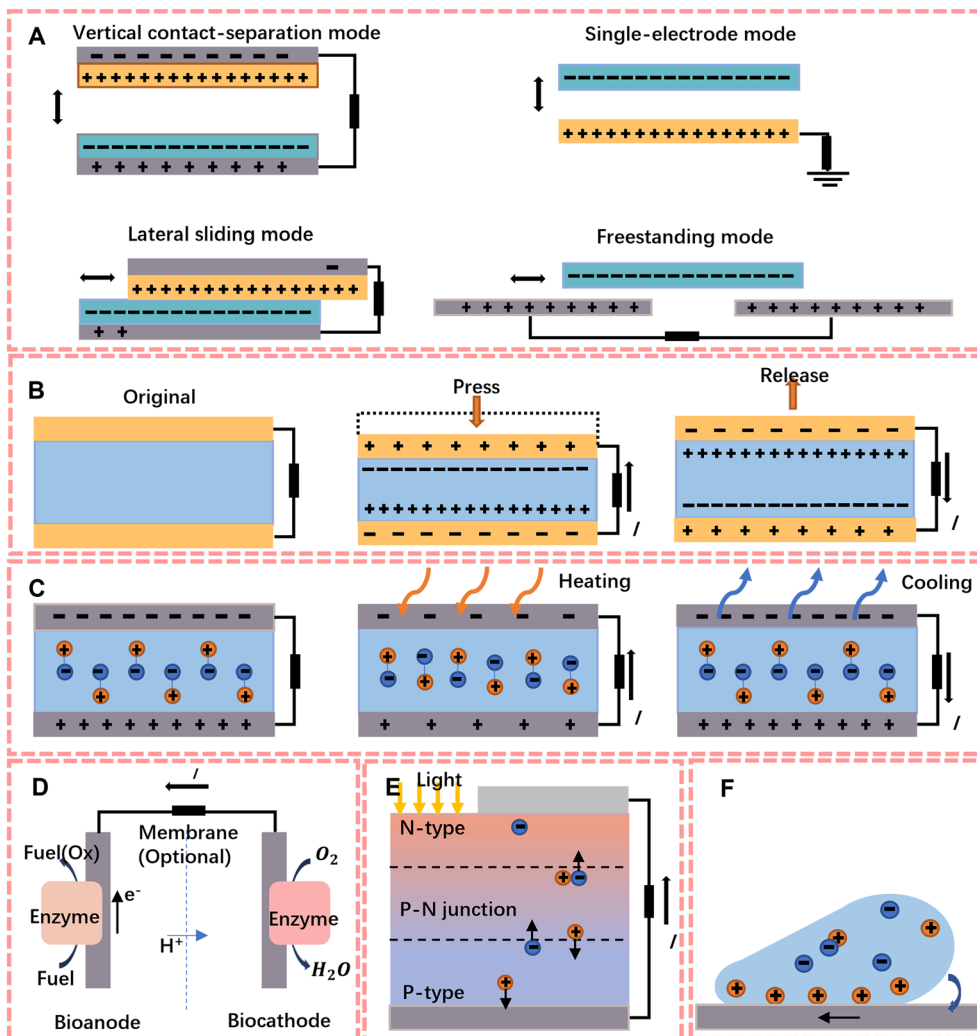 A
Vertical contact-separation mode
Single-electrode mode
Lateral sliding mode
Freestanding mode
B
Original
Press
Release
I
I
C
Heating
Cooling
I
I
D
I
Membrane
(Optional)
Fuel(Ox)
O₂
Enzyme
e⁻
Enzyme
H⁺
Fuel
H₂O
Bioanode
Biocathode
E
Light
N-type
P-N junction
P-type
I
F